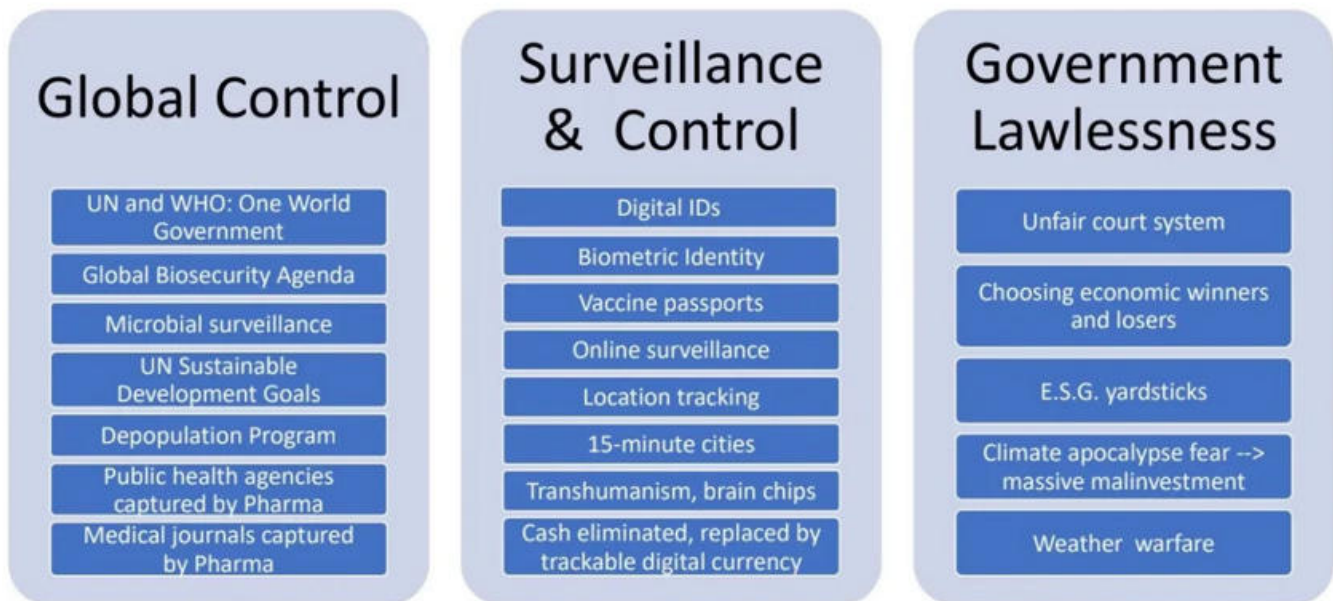 Global Control
UN and WHO: One World
Government
Global Biosecurity Agenda
Microbial surveillance
UN Sustainable
Development Goals
Depopulation Program
Public health agencies
captured by Pharma
Medical journals captured
by Pharma
Surveillance
& Control
Digital IDs
Biometric Identity
Vaccine passports
Online surveillance
Location tracking
15-minute cities
Transhumanism, brain chips
Cash eliminated, replaced by
trackable digital currency
Government
Lawlessness
Unfair court system
Choosing economic winners
and losers
E.S.G. yardsticks
Climate apocalypse fear -->
massive malinvestment
Weather warfare